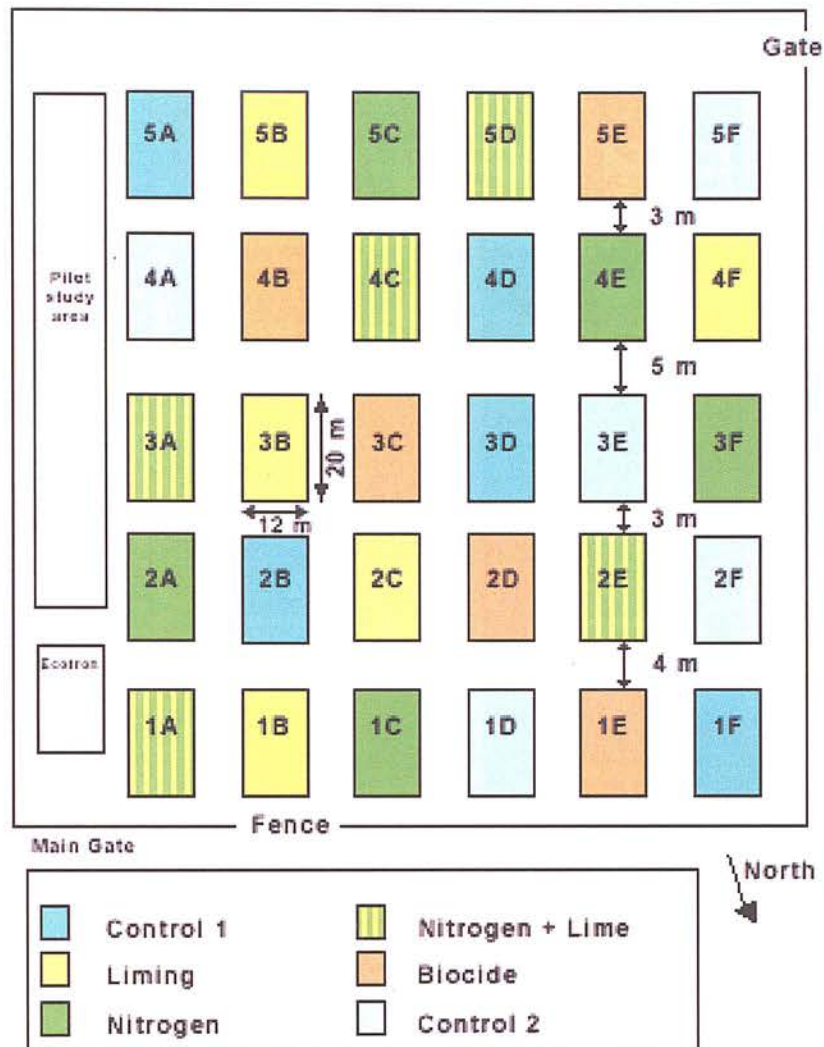 Gate
5A 5B 5C 5D 5E 5F
3 m
Pilot
study
area
4A 4B 4C 4D 4E 4F
5 m
3A 3B 3C 3D 3E 3F
20 m
12 m
3 m
2A 2B 2C 2D 2E 2F
Ecotron
4 m
1A 1B 1C 1D 1E 1F
Fence
Main Gate
North
Control 1
Nitrogen + Lime
Liming
Biocide
Nitrogen
Control 2